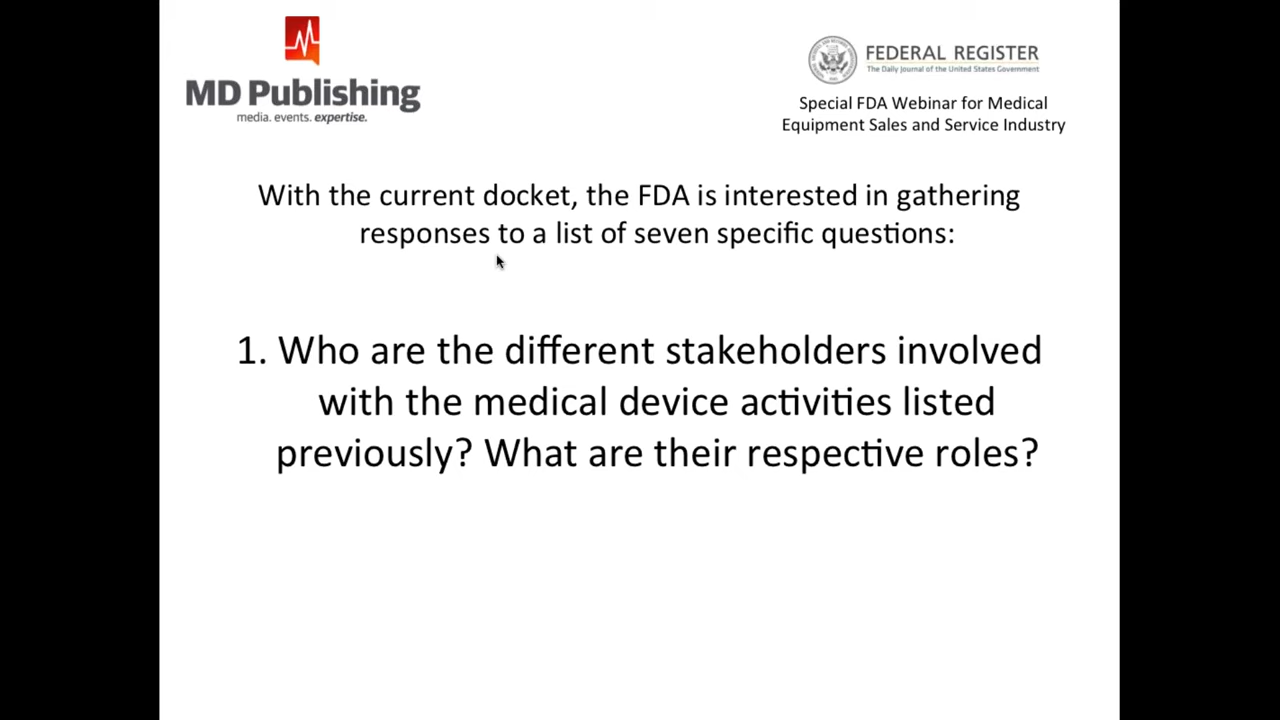 MD Publishing
media. events. expertise.
FEDERAL REGISTER
The Daily Journal of the United States Government
Special FDA Webinar for Medical
Equipment Sales and Service Industry
With the current docket, the FDA is interested in gathering
responses to a list of seven specific questions:
1. Who are the different stakeholders involved
with the medical device activities listed
previously? What are their respective roles?